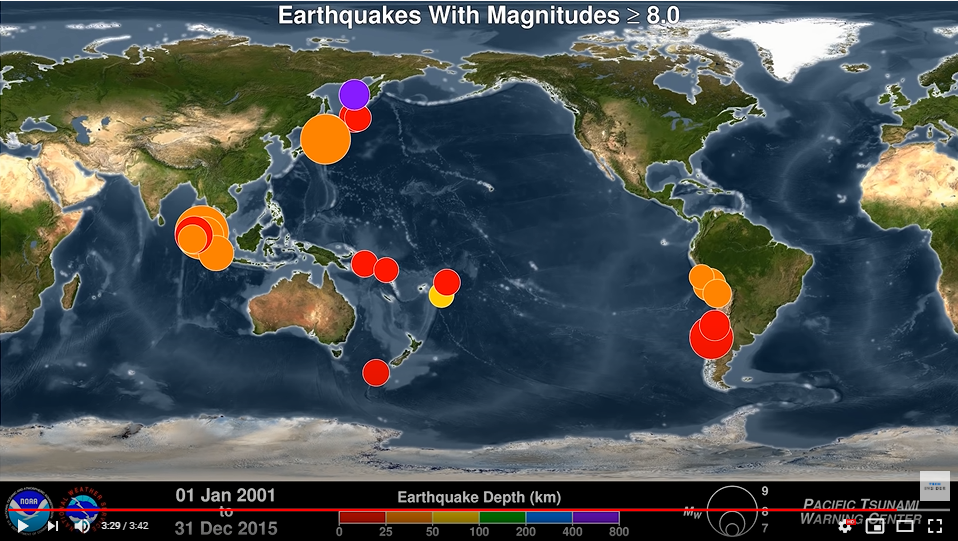 Earthquakes With Magnitudes ≥ 8.0
01 Jan 2001
to
31 Dec 2015
Earthquake Depth (km)
0 25 50 100 200 400 800
Mw
9
8
7
PACIFIC TSUNAMI
WARNING CENTER
NOAA
3:29 / 3:42
HD